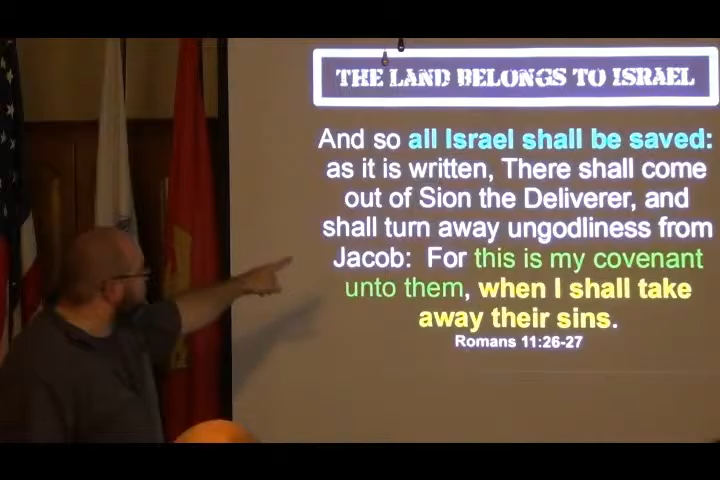 THE LAND BELONGS TO ISRAEL
And so all Israel shall be saved:
as it is written, There shall come
out of Sion the Deliverer, and
shall turn away ungodliness from
Jacob: For this is my covenant
unto them, when I shall take
away their sins.
Romans 11:26-27